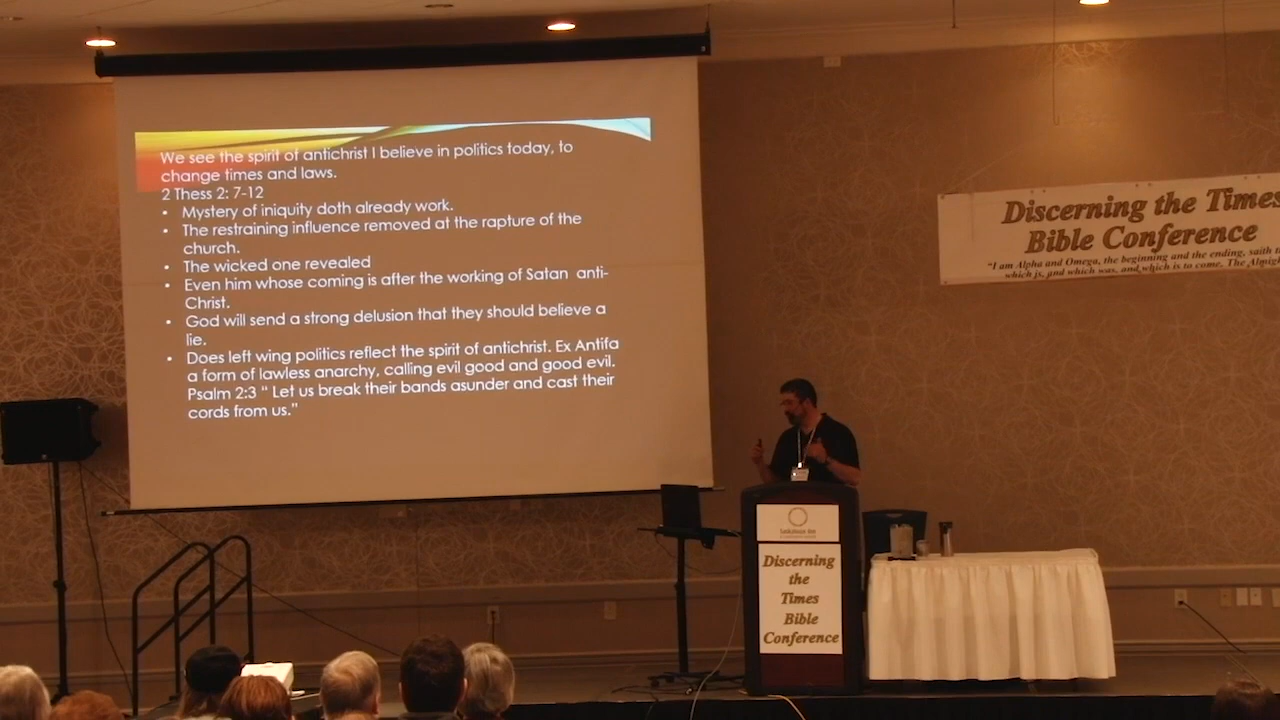 We see the spirit of antichrist I believe in politics today, to
change times and laws.
2 Thess 2: 7-12
• Mystery of iniquity doth already work.
• The restraining influence removed at the rapture of the
church.
• The wicked one revealed
• Even him whose coming is after the working of Satan anti-
Christ.
• God will send a strong delusion that they should believe a
lie.
• Does left wing politics reflect the spirit of antichrist. Ex Antifa
a form of lawless anarchy, calling evil good and good evil.
Psalm 2:3 “ Let us break their bands asunder and cast their
cords from us.”
Discerning the Times
Bible Conference
“I am Alpha and Omega, the beginning and the ending, saith
which is, and which was, and which is to come. The
Saskatoon Inn
Discerning
the
Times
Bible
Conference